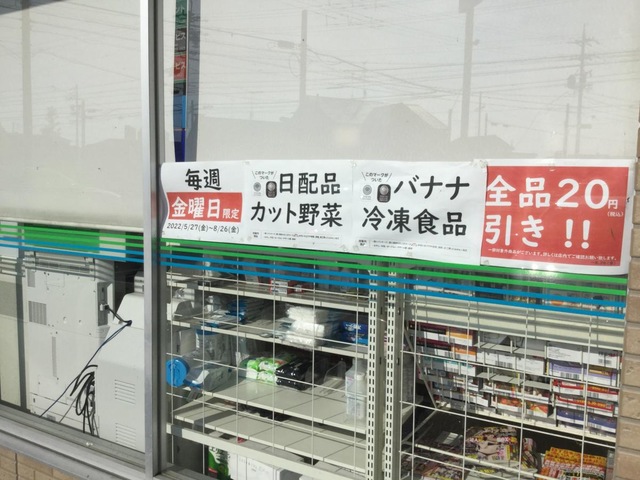 毎週
金曜日限定
2022/5/27(金)~8/26(金)
このマークが
ついた
日配品
カット野菜
このマークが
ついた
バナナ
冷凍食品
全品20円
(税込)
引き!!